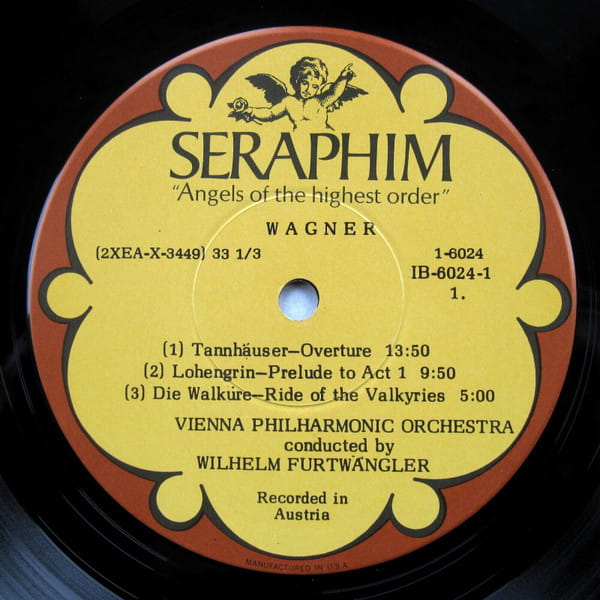 SERAPHIM
"Angels of the highest order"
WAGNER
(2XEA-X-3449) 33 1/3
1-6024
IB-6024-1
1.
(1) Tannhäuser–Overture 13:50
(2) Lohengrin–Prelude to Act 1 9:50
(3) Die Walküre–Ride of the Valkyries 5:00
VIENNA PHILHARMONIC ORCHESTRA
conducted by
WILHELM FURTWÄNGLER
Recorded in
Austria
MANUFACTURED IN U.S.A.